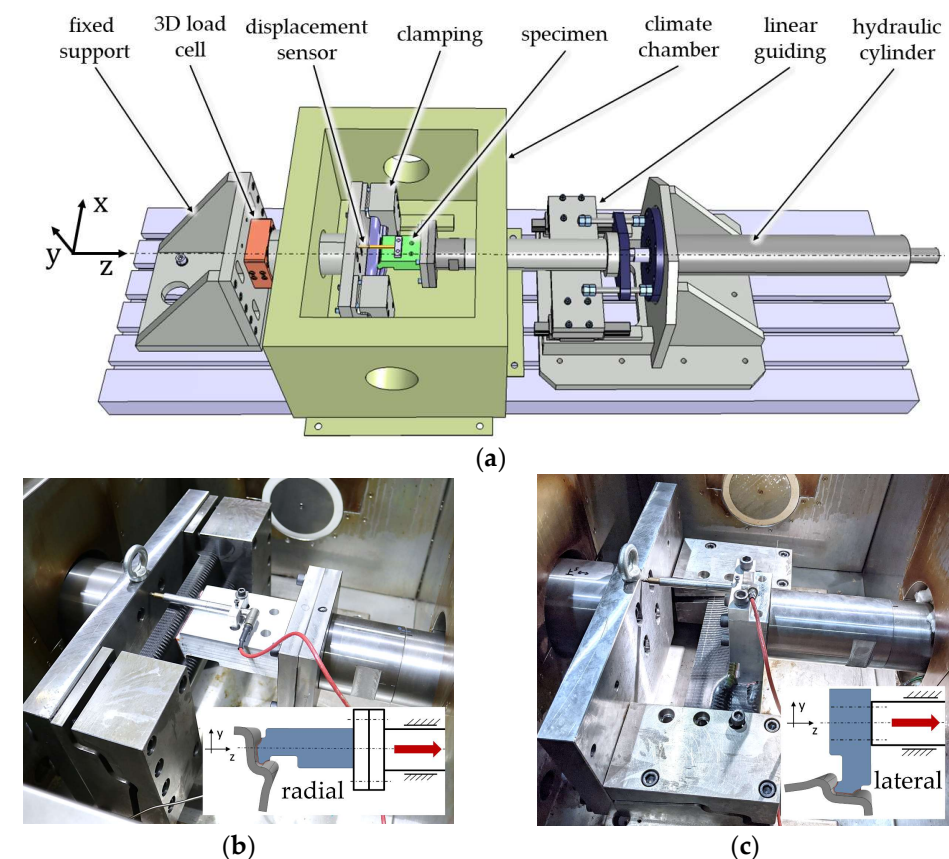 fixed support
3D load cell
displacement sensor
clamping
specimen
climate chamber
linear guiding
hydraulic cylinder
x
y
z
(a)
y
z
radial
y
z
lateral
(b)
(c)